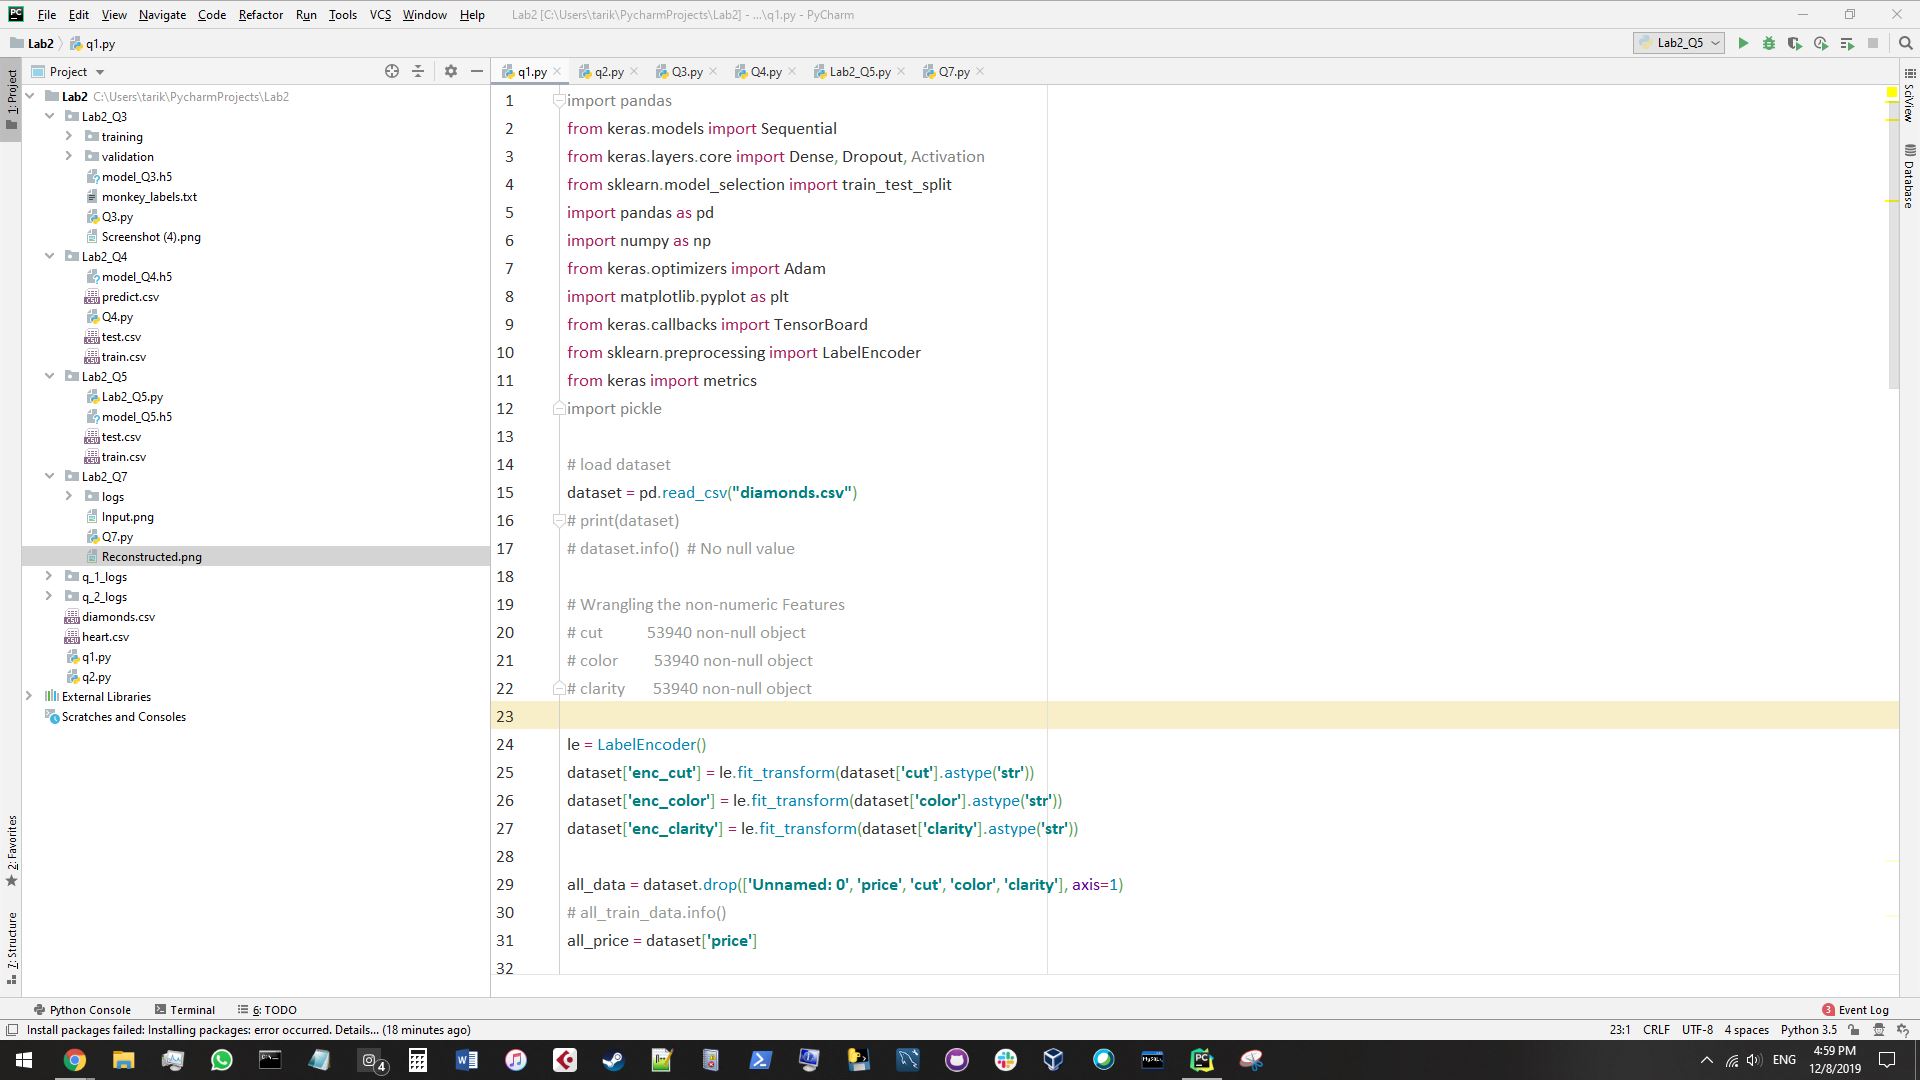 File Edit View Navigate Code Refactor Run Tools VCS Window Help Lab2 [C:\Users\tarik\PycharmProjects\Lab2] - ...\q1.py - PyCharm
Lab2 q1.py Lab2_Q5
Project q1.py q2.py Q3.py Q4.py Lab2_Q5.py Q7.py
1: Project
2: Favorites
7: Structure
Lab2 C:\Users\tarik\PycharmProjects\Lab2
Lab2_Q3
training
validation
model_Q3.h5
monkey_labels.txt
Q3.py
Screenshot (4).png
Lab2_Q4
model_Q4.h5
predict.csv
Q4.py
test.csv
train.csv
Lab2_Q5
Lab2_Q5.py
model_Q5.h5
test.csv
train.csv
Lab2_Q7
logs
Input.png
Q7.py
Reconstructed.png
q_1_logs
q_2_logs
diamonds.csv
heart.csv
q1.py
q2.py
External Libraries
Scratches and Consoles
1 import pandas
2 from keras.models import Sequential
3 from keras.layers.core import Dense, Dropout, Activation
4 from sklearn.model_selection import train_test_split
5 import pandas as pd
6 import numpy as np
7 from keras.optimizers import Adam
8 import matplotlib.pyplot as plt
9 from keras.callbacks import TensorBoard
10 from sklearn.preprocessing import LabelEncoder
11 from keras import metrics
12 import pickle
13
14 # load dataset
15 dataset = pd.read_csv("diamonds.csv")
16 # print(dataset)
17 # dataset.info() # No null value
18
19 # Wrangling the non-numeric Features
20 # cut 53940 non-null object
21 # color 53940 non-null object
22 # clarity 53940 non-null object
23
24 le = LabelEncoder()
25 dataset['enc_cut'] = le.fit_transform(dataset['cut'].astype('str'))
26 dataset['enc_color'] = le.fit_transform(dataset['color'].astype('str'))
27 dataset['enc_clarity'] = le.fit_transform(dataset['clarity'].astype('str'))
28
29 all_data = dataset.drop(['Unnamed: 0', 'price', 'cut', 'color', 'clarity'], axis=1)
30 # all_train_data.info()
31 all_price = dataset['price']
32
SciView
Database
Python Console Terminal 6: TODO 3 Event Log
Install packages failed: Installing packages: error occurred. Details... (18 minutes ago) 23:1 CRLF UTF-8 4 spaces Python 3.5
4 ENG 4:59 PM
12/8/2019